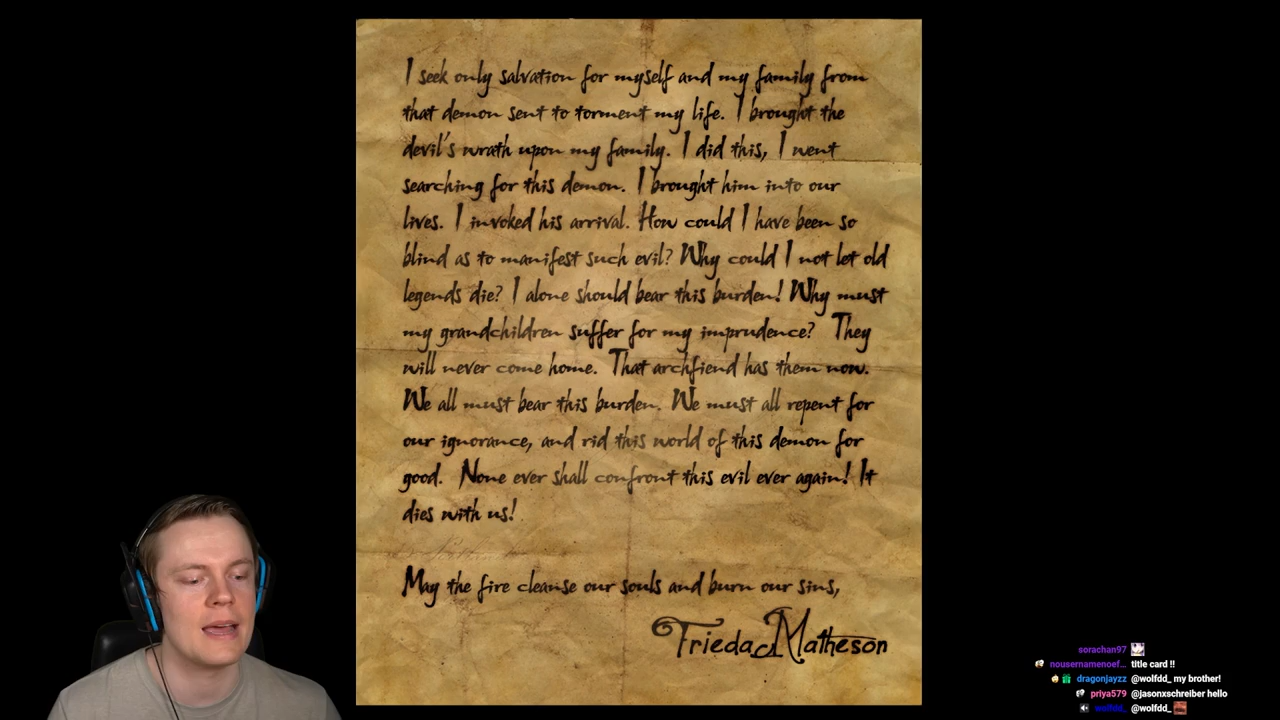 I seek only salvation for myself and my family from
that demon sent to torment my life. I brought the
devil's wrath upon my family. I did this, I went
searching for this demon. I brought him into our
lives. I invoked his arrival. How could I have been so
blind as to manifest such evil? Why could I not let old
legends die? I alone should bear this burden! Why must
my grandchildren suffer for my imprudence? They
will never come home. That archfiend has them now.
We all must bear this burden. We must all repent for
our ignorance, and rid this world of this demon for
good. None ever shall confront this evil ever again! It
dies with us!
May the fire cleanse our souls and burn our sins,
Frieda Matheson
sorachan97
nousernamenoef... title card !!
dragonjayzz @wolfdd_ my brother!
priya579 @jasonxschreiber hello
wolfdd_ @wolfdd_